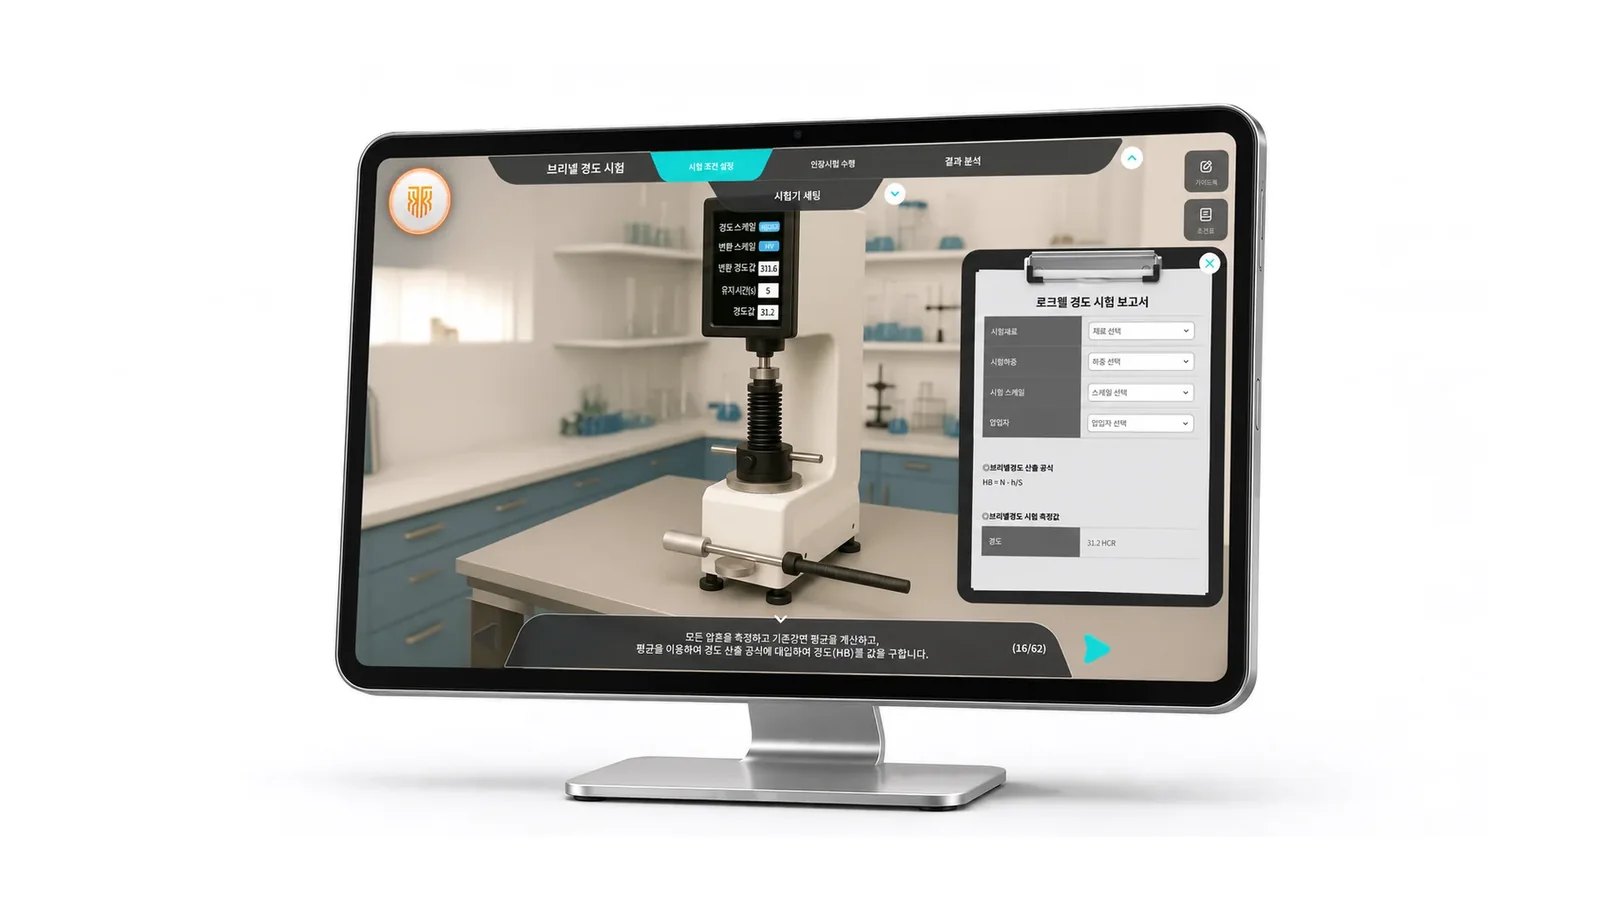 브리넬 경도 시험
시험 조건 설정
인장시험 수행
결과 분석
시험기 세팅
가이드북
조건표
경도 스케일
변환 스케일 HV
변환 경도값 311.6
유지시간(s) 5
경도값 31.2
로크웰 경도 시험 보고서
시험재료 재료 선택
시험하중 하중 선택
시험 스케일 스케일 선택
압입자 압입자 선택
◎브리넬경도 산출 공식
HB = N - h/S
◎브리넬경도 시험 측정값
경도 31.2 HCR
모든 압흔을 측정하고 기존강면 평균을 계산하고,
평균을 이용하여 경도 산출 공식에 대입하여 경도(HB)를 값을 구합니다.
(16/62)